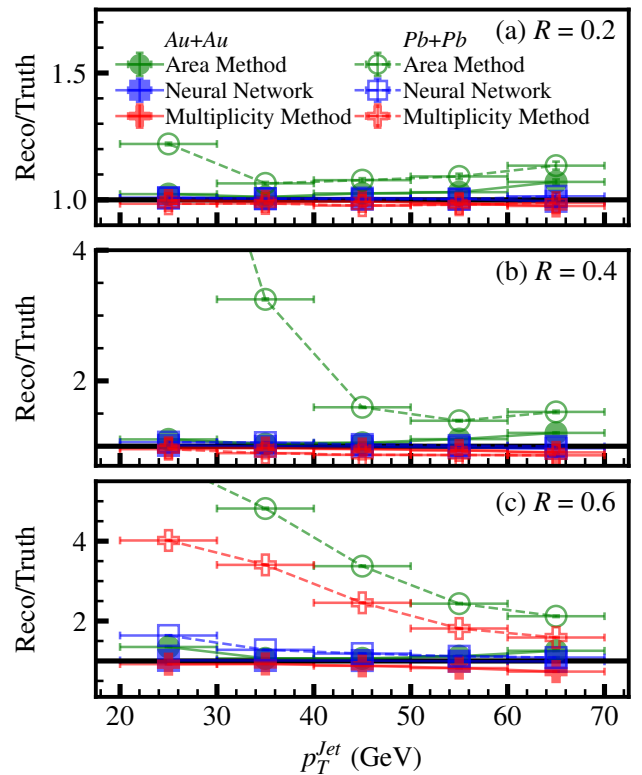 (a) R = 0.2
Au+Au Pb+Pb
Area Method Area Method
Neural Network Neural Network
Multiplicity Method Multiplicity Method
1.5
1.0
Reco/Truth
(b) R = 0.4
4
2
Reco/Truth
(c) R = 0.6
4
2
Reco/Truth
20 30 40 50 60 70
p_T^{Jet} (GeV)